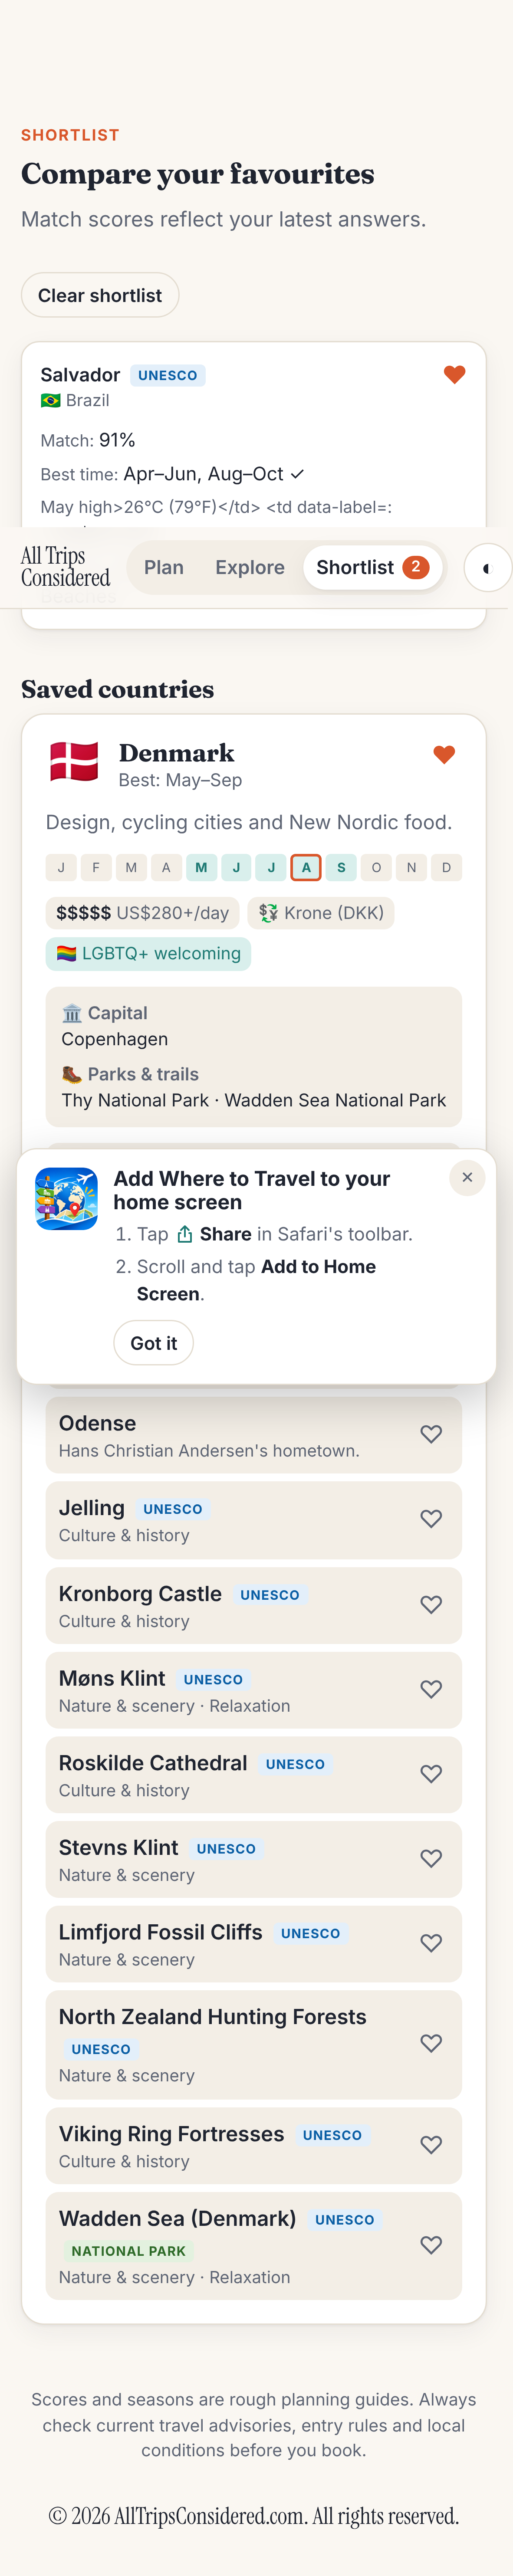 SHORTLIST
Compare your favourites
Match scores reflect your latest answers.
Clear shortlist
Salvador UNESCO
🇧🇷 Brazil
Match: 91%
Best time: Apr–Jun, Aug–Oct ✓
May high>26°C (79°F)</td> <td data-label=:
All Trips
Considered
Plan Explore Shortlist 2
Saved countries
Denmark
Best: May–Sep
Design, cycling cities and New Nordic food.
J F M A M J J A S O N D
$$$$$ US$280+/day 💱 Krone (DKK)
🏳️‍🌈 LGBTQ+ welcoming
🏛️ Capital
Copenhagen
🥾 Parks & trails
Thy National Park · Wadden Sea National Park
Add Where to Travel to your
home screen
1. Tap Share in Safari's toolbar.
2. Scroll and tap Add to Home
Screen.
Got it
Odense
Hans Christian Andersen's hometown.
Jelling UNESCO
Culture & history
Kronborg Castle UNESCO
Culture & history
Møns Klint UNESCO
Nature & scenery · Relaxation
Roskilde Cathedral UNESCO
Culture & history
Stevns Klint UNESCO
Nature & scenery
Limfjord Fossil Cliffs UNESCO
Nature & scenery
North Zealand Hunting Forests
UNESCO
Nature & scenery
Viking Ring Fortresses UNESCO
Culture & history
Wadden Sea (Denmark) UNESCO
NATIONAL PARK
Nature & scenery · Relaxation
Scores and seasons are rough planning guides. Always
check current travel advisories, entry rules and local
conditions before you book.
© 2026 AllTripsConsidered.com. All rights reserved.